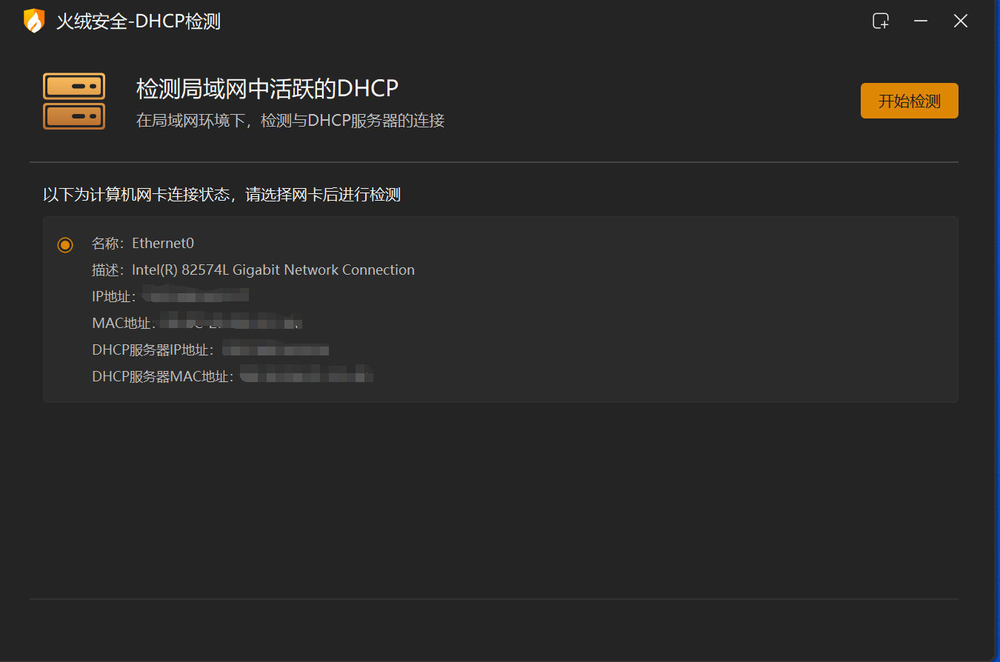 火绒安全-DHCP检测
检测局域网中活跃的DHCP
在局域网环境下，检测与DHCP服务器的连接
开始检测
以下为计算机网卡连接状态，请选择网卡后进行检测
名称：Ethernet0
描述：Intel(R) 82574L Gigabit Network Connection
IP地址：
MAC地址：
DHCP服务器IP地址：
DHCP服务器MAC地址：